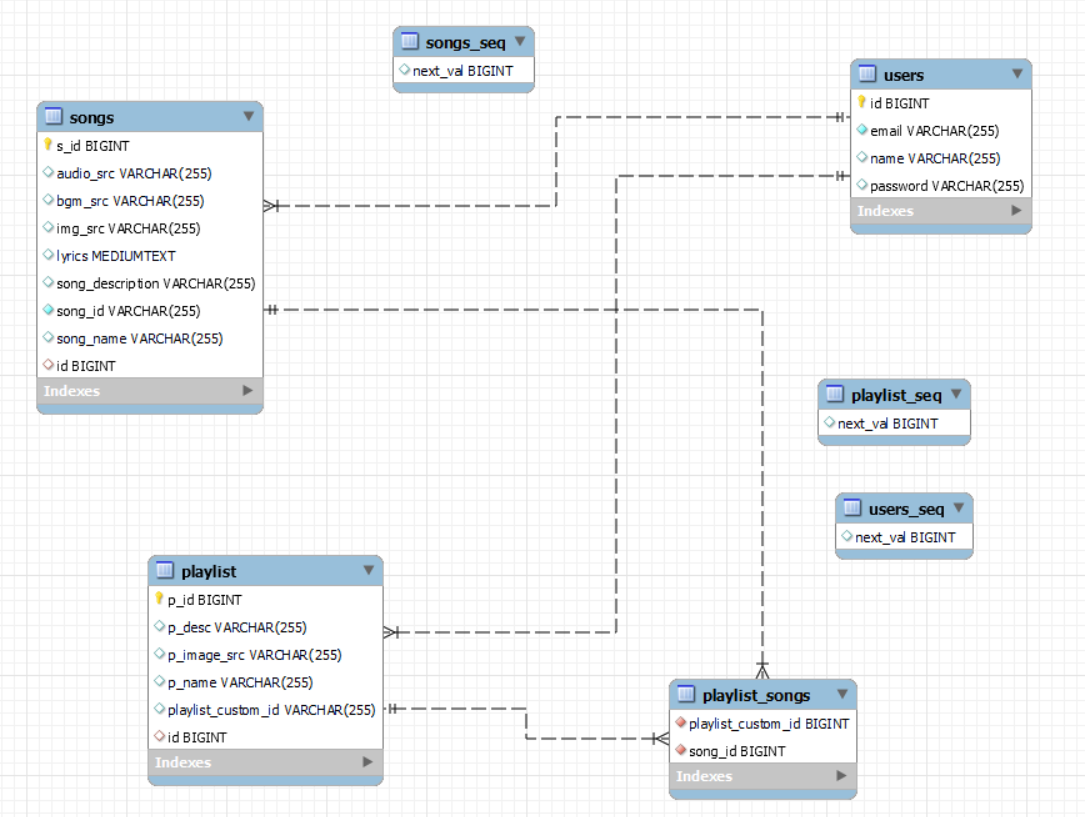 songs_seq
next_val BIGINT
users
id BIGINT
email VARCHAR(255)
name VARCHAR(255)
password VARCHAR(255)
Indexes
songs
s_id BIGINT
audio_src VARCHAR(255)
bgm_src VARCHAR(255)
img_src VARCHAR(255)
lyrics MEDIUMTEXT
song_description VARCHAR(255)
song_id VARCHAR(255)
song_name VARCHAR(255)
id BIGINT
Indexes
playlist_seq
next_val BIGINT
users_seq
next_val BIGINT
playlist
p_id BIGINT
p_desc VARCHAR(255)
p_image_src VARCHAR(255)
p_name VARCHAR(255)
playlist_custom_id VARCHAR(255)
id BIGINT
Indexes
playlist_songs
playlist_custom_id BIGINT
song_id BIGINT
Indexes